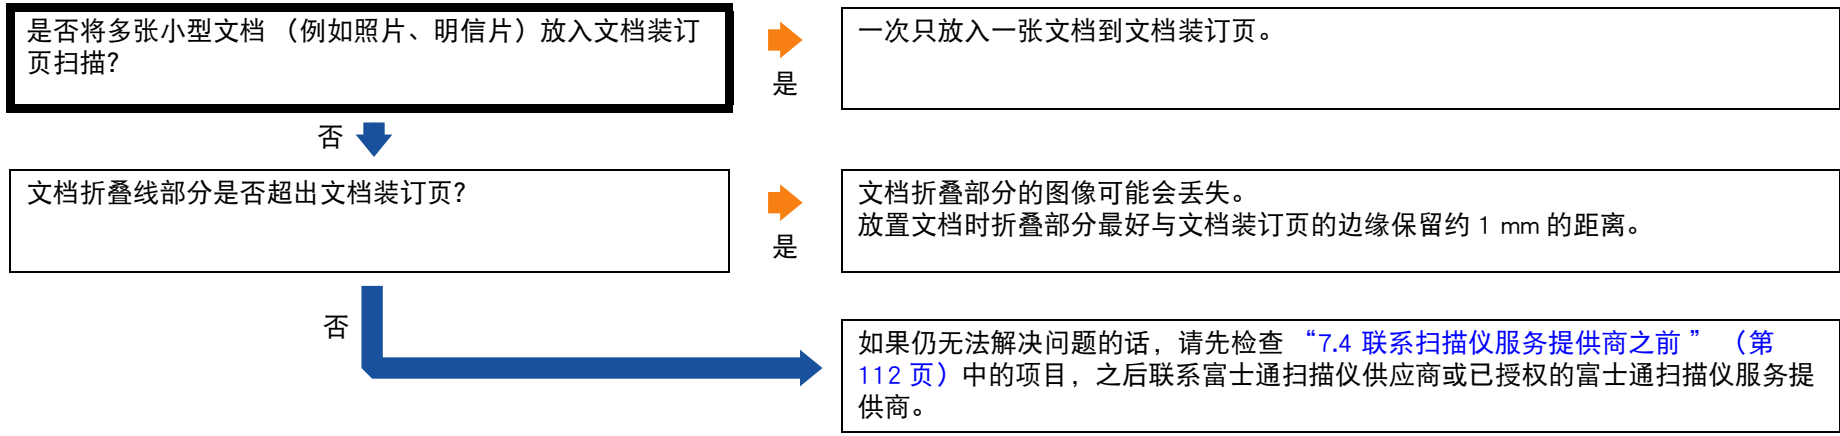 是否将多张小型文档 （例如照片、明信片）放入文档装订
页扫描?
是
一次只放入一张文档到文档装订页。
否
文档折叠线部分是否超出文档装订页?
是
文档折叠部分的图像可能会丢失。
放置文档时折叠部分最好与文档装订页的边缘保留约 1 mm 的距离。
否
如果仍无法解决问题的话，请先检查 “7.4 联系扫描仪服务提供商之前 ” （第
112 页）中的项目，之后联系富士通扫描仪供应商或已授权的富士通扫描仪服务提
供商。